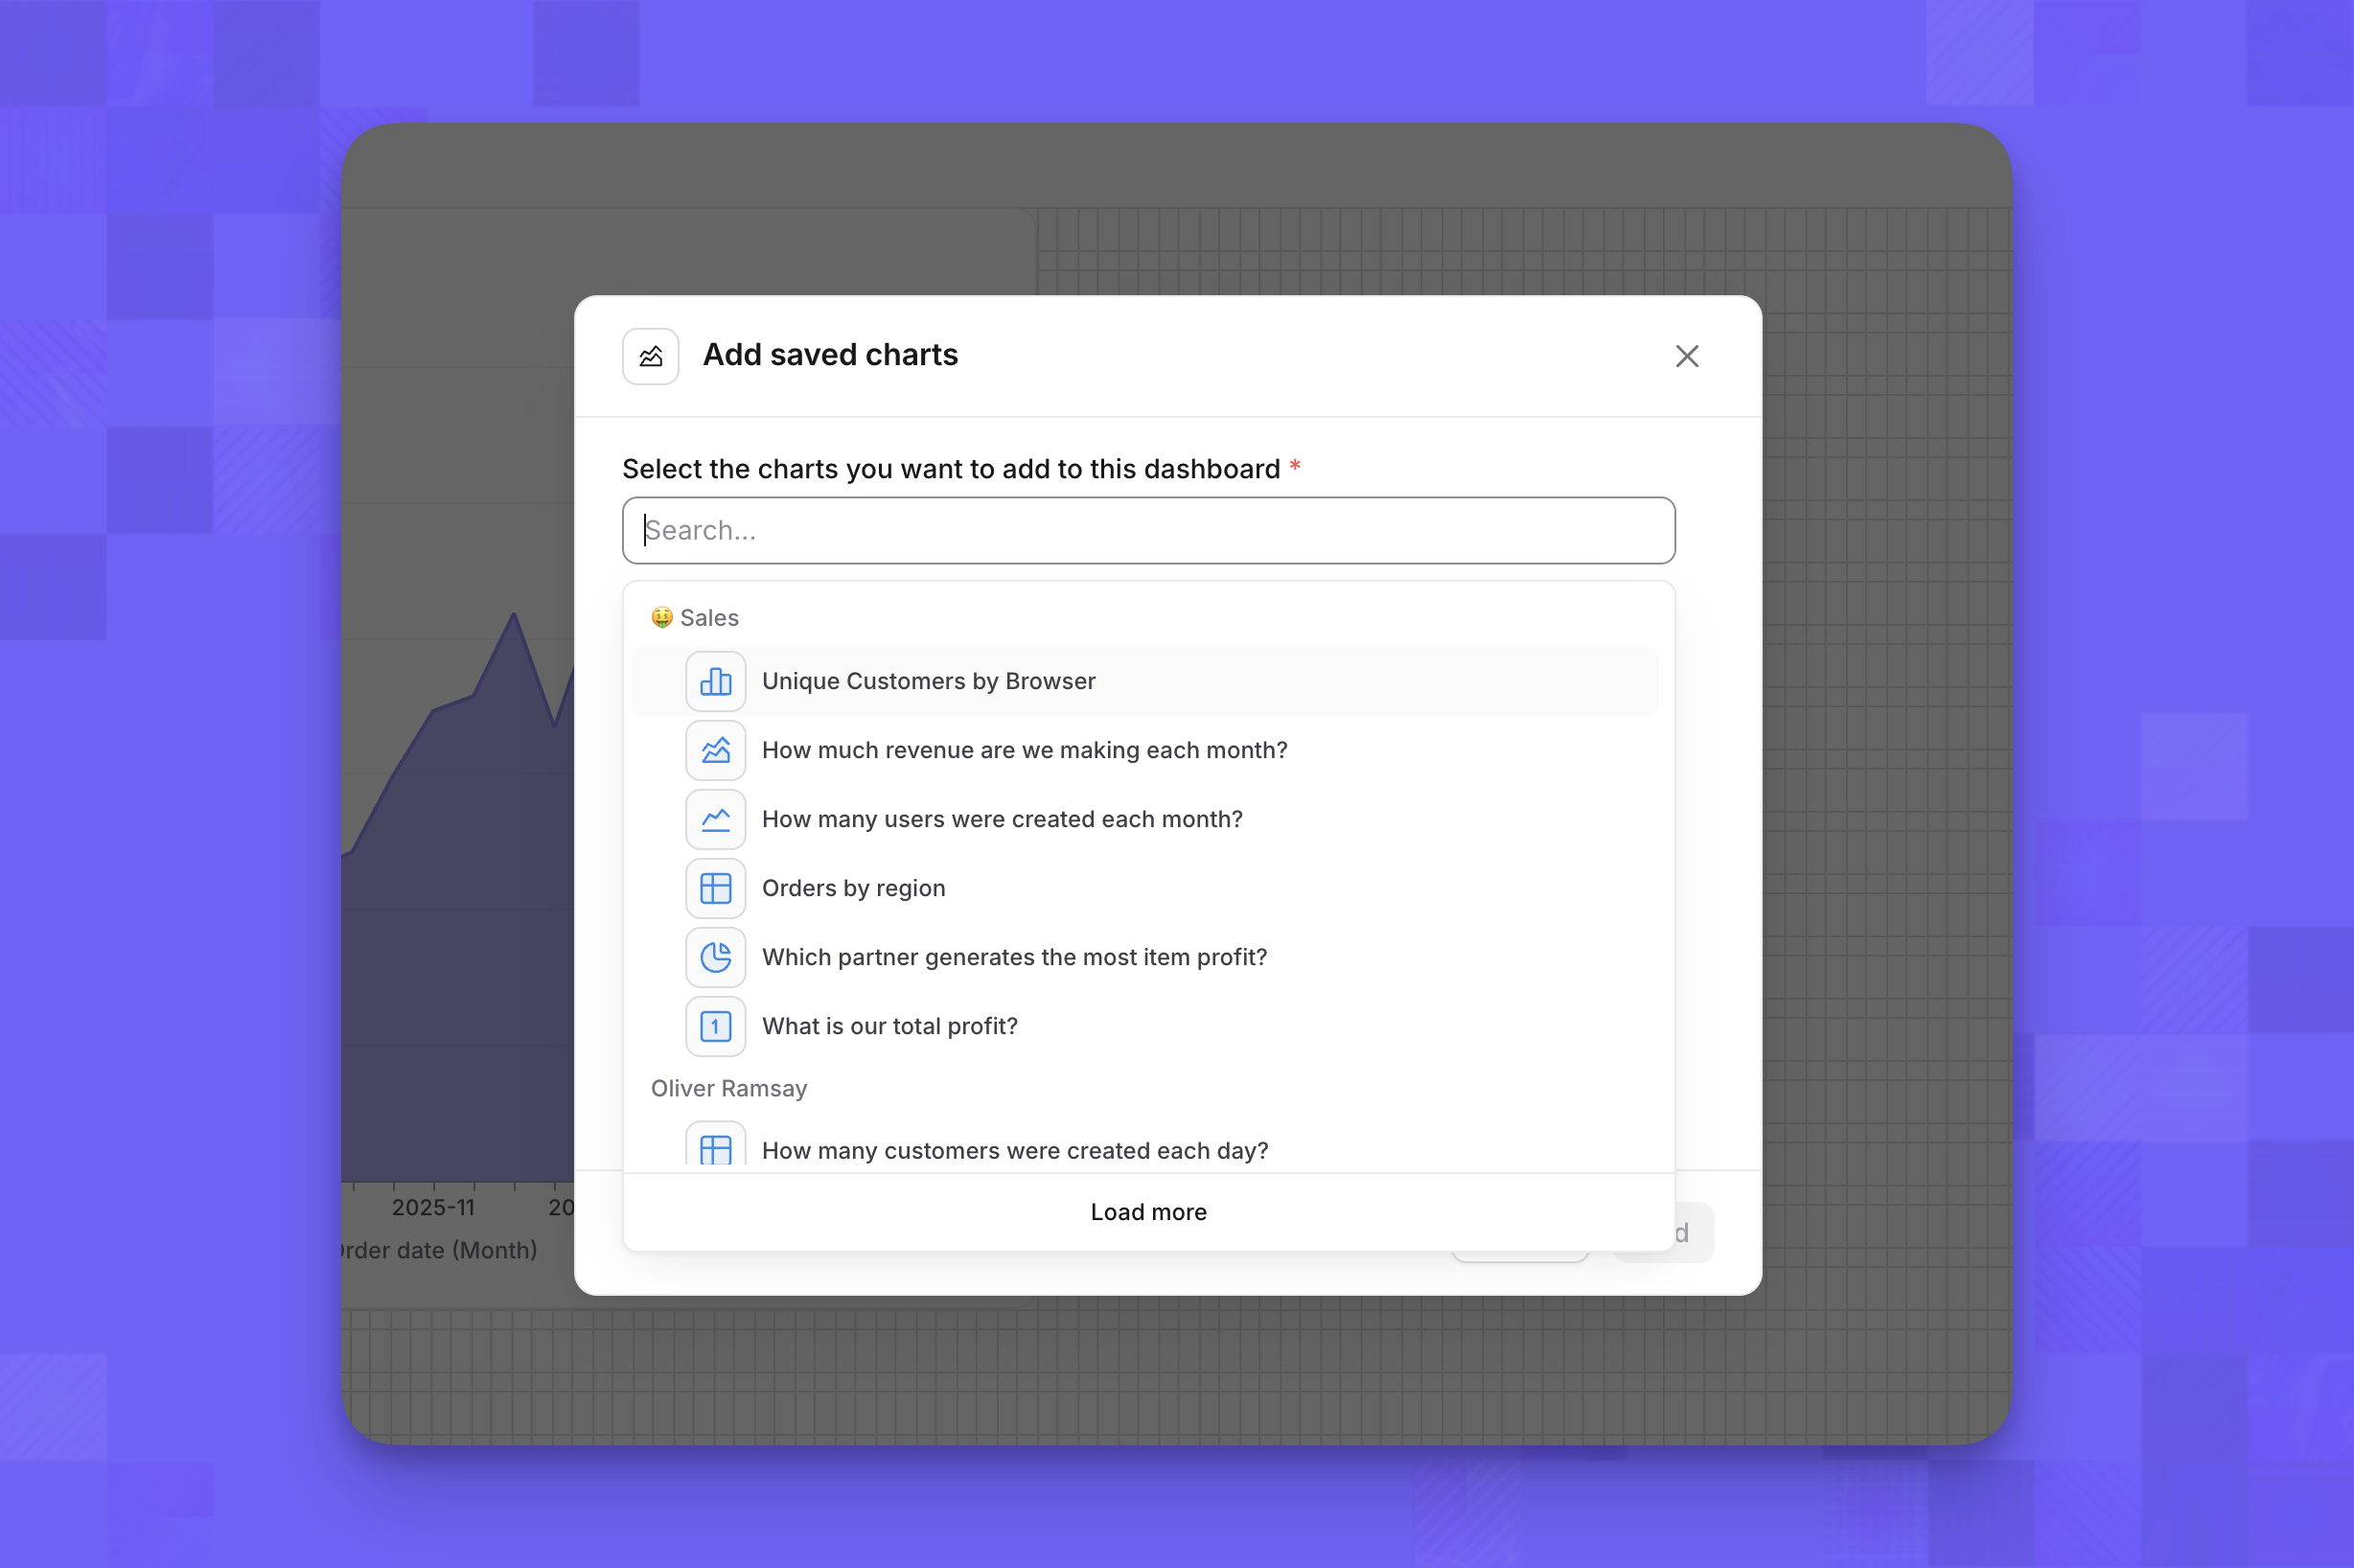 Add saved charts
Select the charts you want to add to this dashboard *
Search...
🤑 Sales
Unique Customers by Browser
How much revenue are we making each month?
How many users were created each month?
Orders by region
Which partner generates the most item profit?
1 What is our total profit?
Oliver Ramsay
How many customers were created each day?
Load more
2025-11
date (Month)